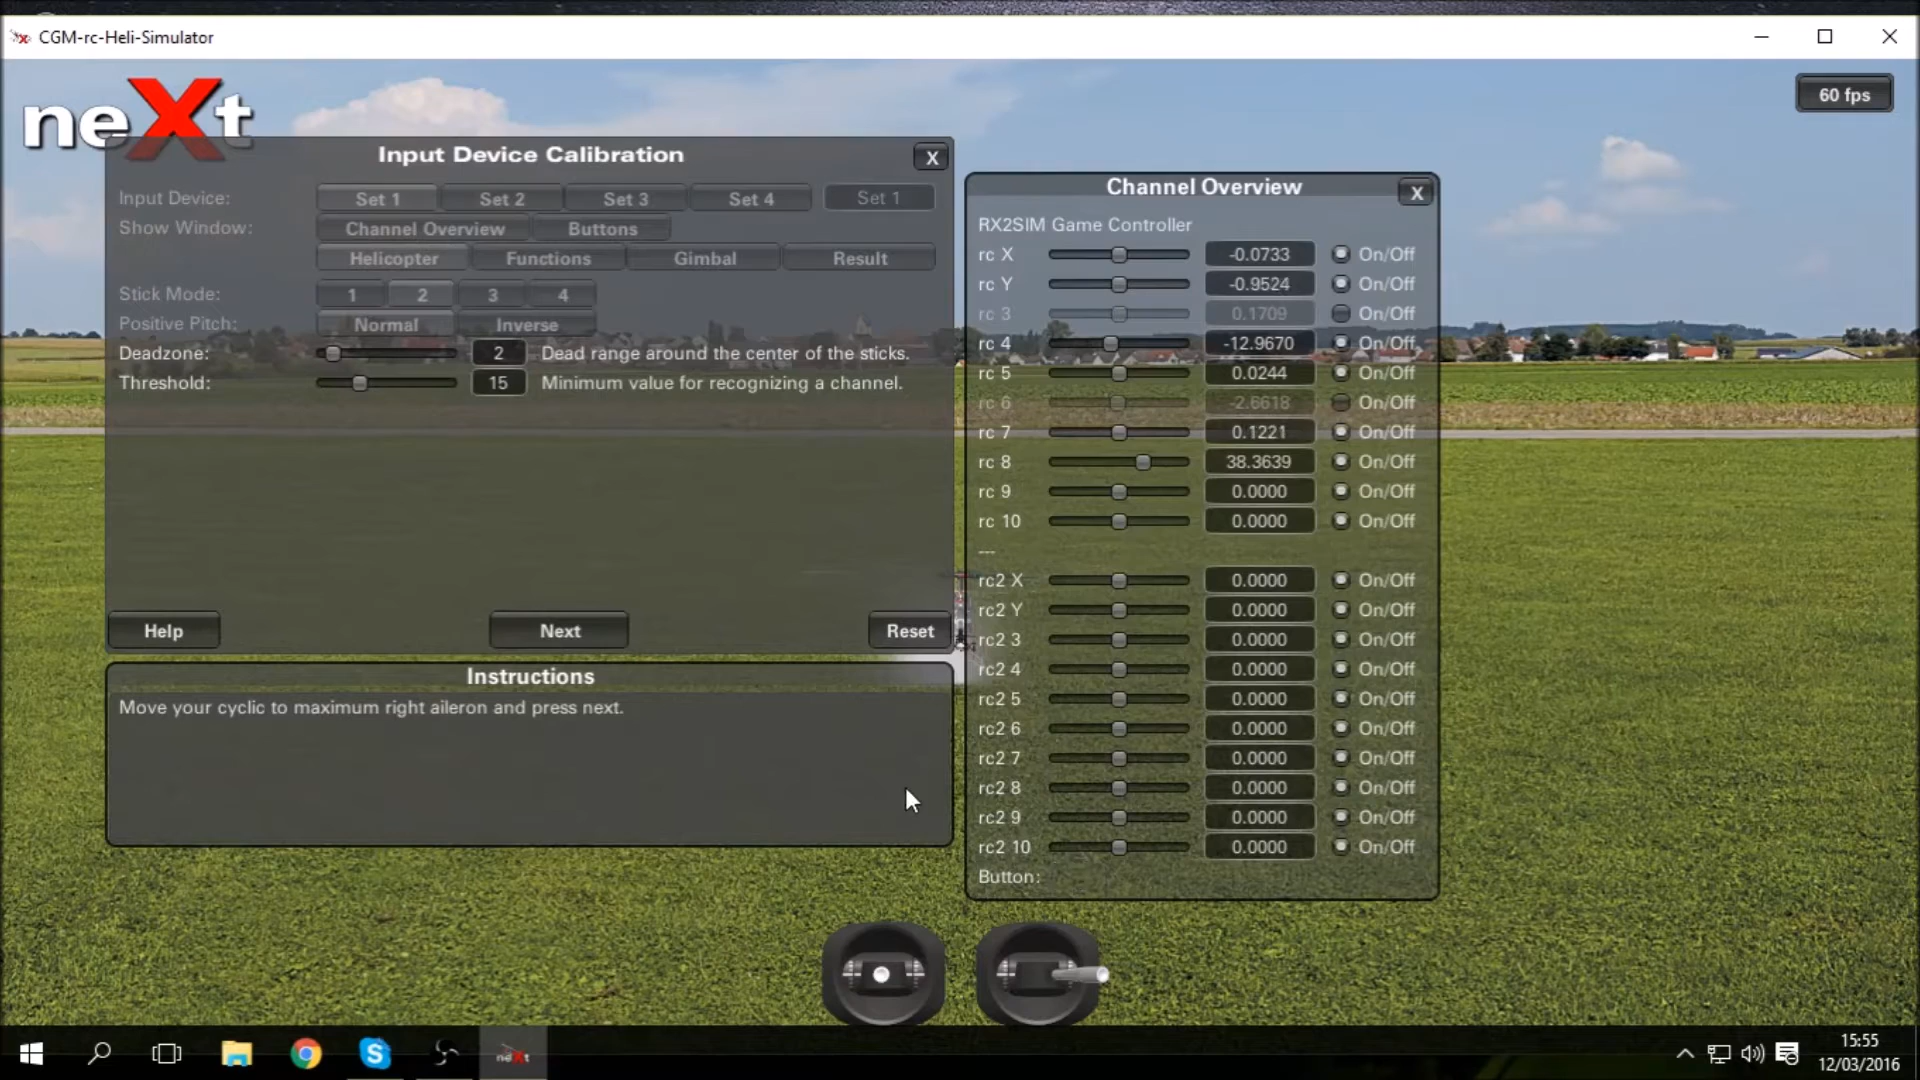 CGM-rc-Heli-Simulator
neXt
60 fps
Input Device Calibration
X
Input Device: Set 1 Set 2 Set 3 Set 4 Set 1
Show Window: Channel Overview Buttons
Helicopter Functions Gimbal Result
Stick Mode: 1 2 3 4
Positive Pitch: Normal Inverse
Deadzone: 2 Dead range around the center of the sticks.
Threshold: 15 Minimum value for recognizing a channel.
Help Next Reset
Instructions
Move your cyclic to maximum right aileron and press next.
Channel Overview
X
RX2SIM Game Controller
rc X -0.0733 On/Off
rc Y -0.9524 On/Off
rc 3 0.1709 On/Off
rc 4 -12.9670 On/Off
rc 5 0.0244 On/Off
rc 6 -2.6618 On/Off
rc 7 0.1221 On/Off
rc 8 38.3639 On/Off
rc 9 0.0000 On/Off
rc 10 0.0000 On/Off
---
rc2 X 0.0000 On/Off
rc2 Y 0.0000 On/Off
rc2 3 0.0000 On/Off
rc2 4 0.0000 On/Off
rc2 5 0.0000 On/Off
rc2 6 0.0000 On/Off
rc2 7 0.0000 On/Off
rc2 8 0.0000 On/Off
rc2 9 0.0000 On/Off
rc2 10 0.0000 On/Off
Button:
neXt
15:55
12/03/2016